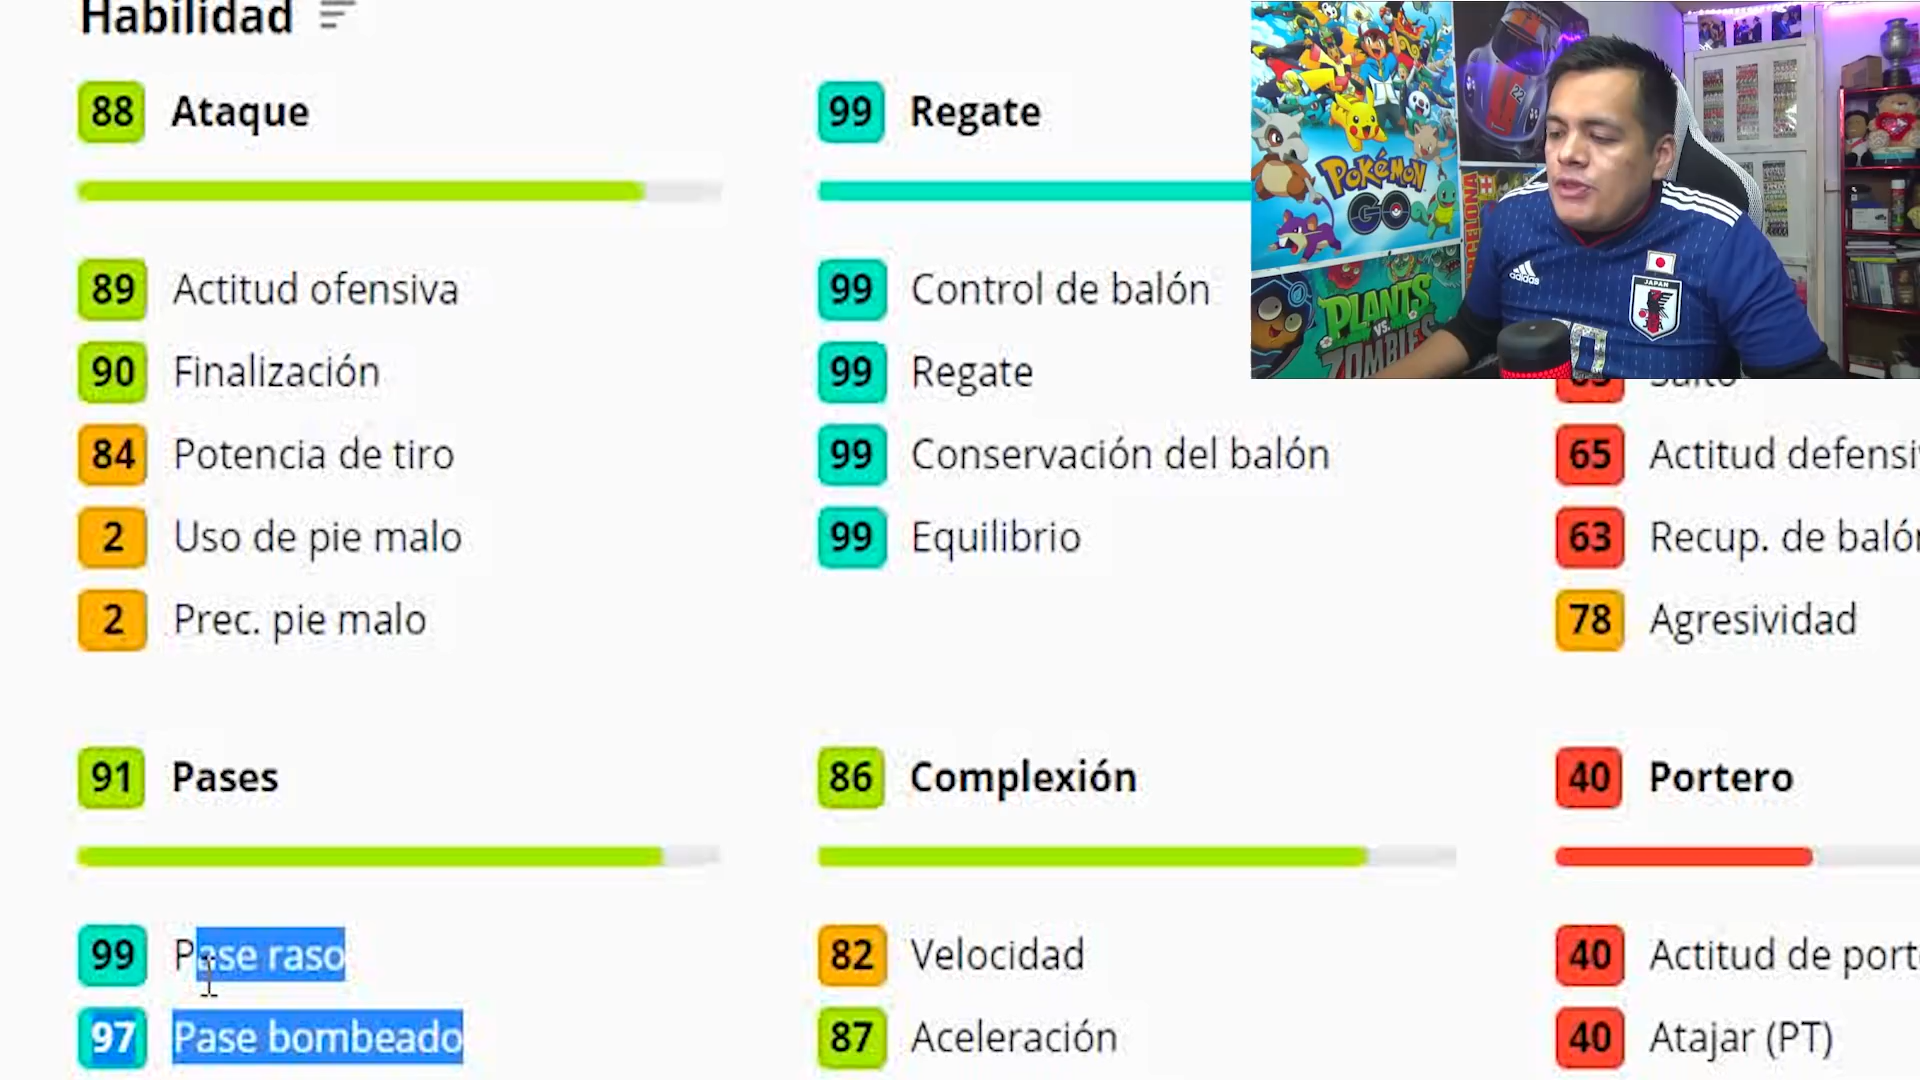 Habilidad
88 Ataque
89 Actitud ofensiva
90 Finalización
84 Potencia de tiro
2 Uso de pie malo
2 Prec. pie malo
99 Regate
99 Control de balón
99 Regate
99 Conservación del balón
99 Equilibrio
65 Actitud defensi
63 Recup. de baló
78 Agresividad
91 Pases
99 Pase raso
97 Pase bombeado
86 Complexión
82 Velocidad
87 Aceleración
40 Portero
40 Actitud de port
40 Atajar (PT)
POKÉMON
GO
PLANTS
VS.
ZOMBIES
22
adidas
JAPAN